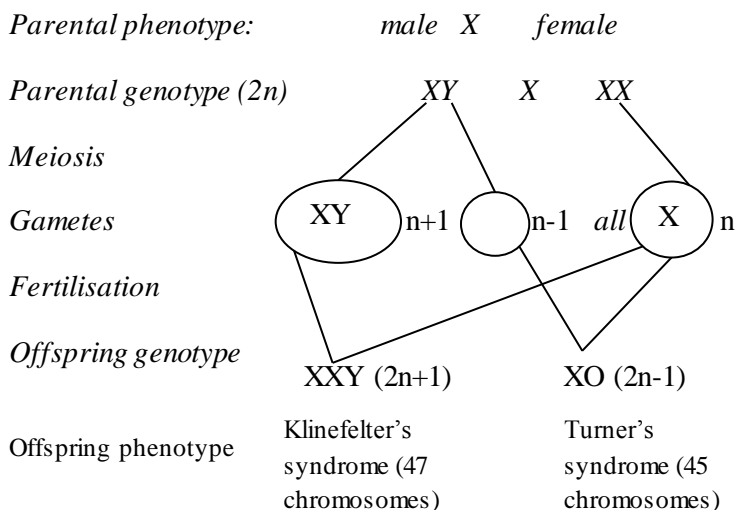 Parental phenotype: male X female
Parental genotype (2n) XY X XX
Meiosis
Gametes XY n+1 n-1 all X n
Fertilisation
Offspring genotype XXY (2n+1) XO (2n-1)
Offspring phenotype Klinefelter's syndrome (47 chromosomes) Turner's syndrome (45 chromosomes)